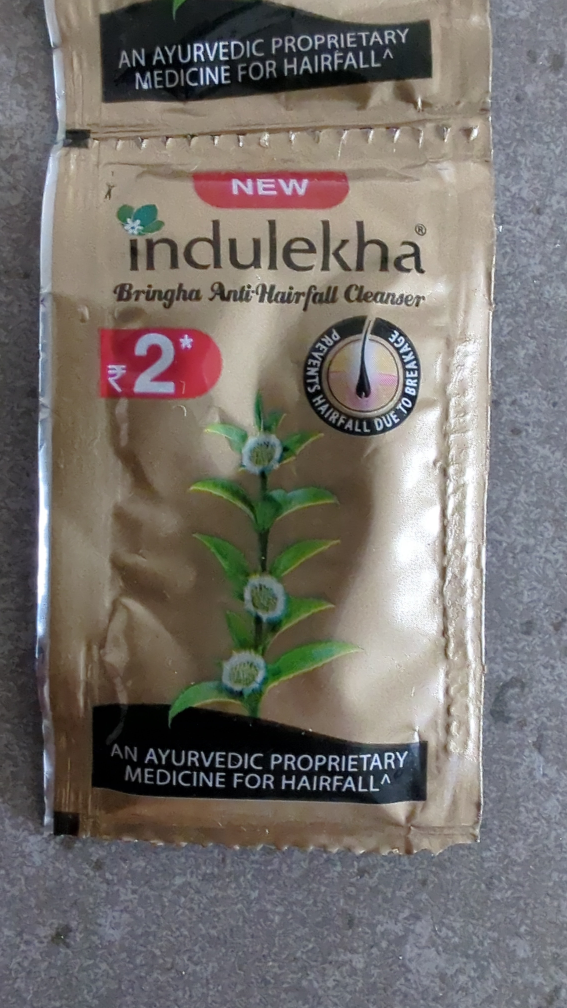 AN AYURVEDIC PROPRIETARY
MEDICINE FOR HAIRFALL^
NEW
indulekha®
Bringha Anti-Hairfall Cleanser
₹2*
PREVENTS HAIRFALL DUE TO BREAKAGE
AN AYURVEDIC PROPRIETARY
MEDICINE FOR HAIRFALL^